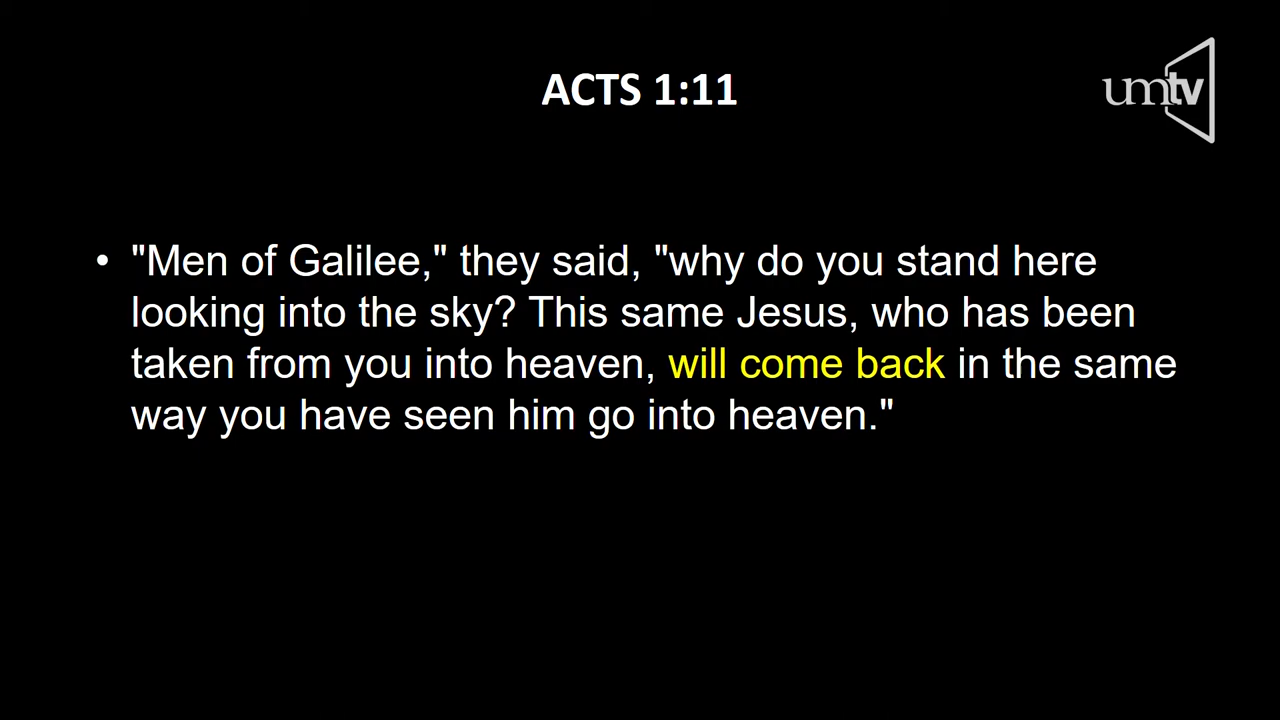 ACTS 1:11
umtv
• "Men of Galilee," they said, "why do you stand here
looking into the sky? This same Jesus, who has been
taken from you into heaven, will come back in the same
way you have seen him go into heaven."